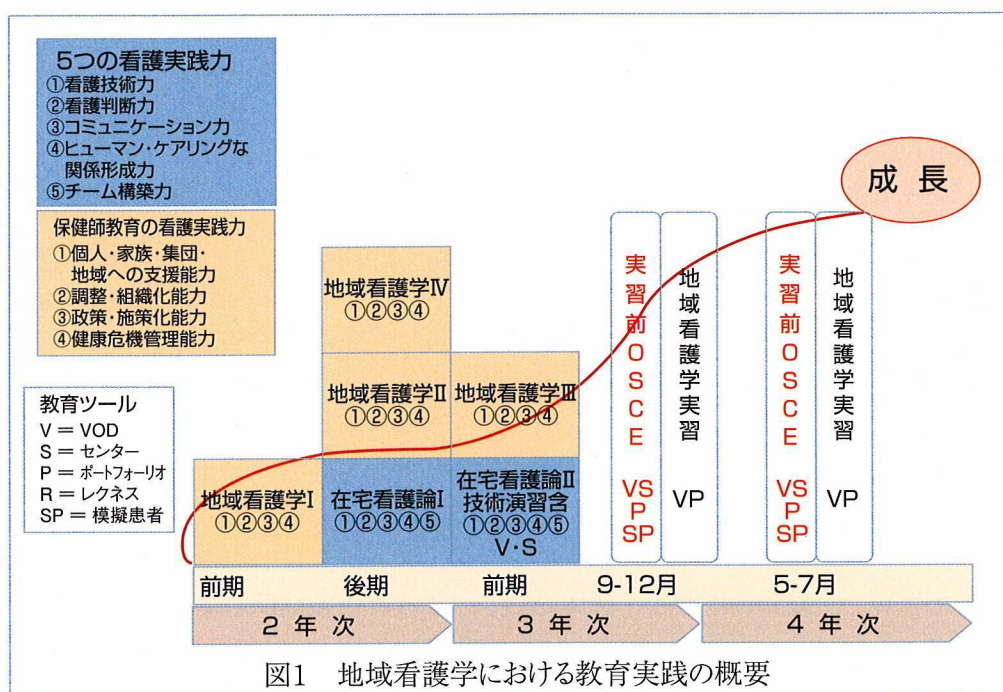 5つの看護実践力
①看護技術力
②看護判断力
③コミュニケーション力
④ヒューマン・ケアリングな
関係形成力
⑤チーム構築力
保健師教育の看護実践力
①個人・家族・集団・
地域への支援能力
②調整・組織化能力
③政策・施策化能力
④健康危機管理能力
教育ツール
V = VOD
S = センター
P = ポートフォーリオ
R = レクネス
SP = 模擬患者
地域看護学Ⅰ
①②③④
地域看護学Ⅳ
①②③④
地域看護学Ⅱ
①②③④
在宅看護論Ⅰ
①②③④⑤
地域看護学Ⅲ
①②③④
在宅看護論Ⅱ
技術演習含
①②③④⑤
V・S
実習前OSCE
VS
P
SP
地域看護学実習
VP
実習前OSCE
VS
P
SP
地域看護学実習
VP
成長
前期 後期 前期 9-12月 5-7月
2年次 3年次 4年次
図1 地域看護学における教育実践の概要